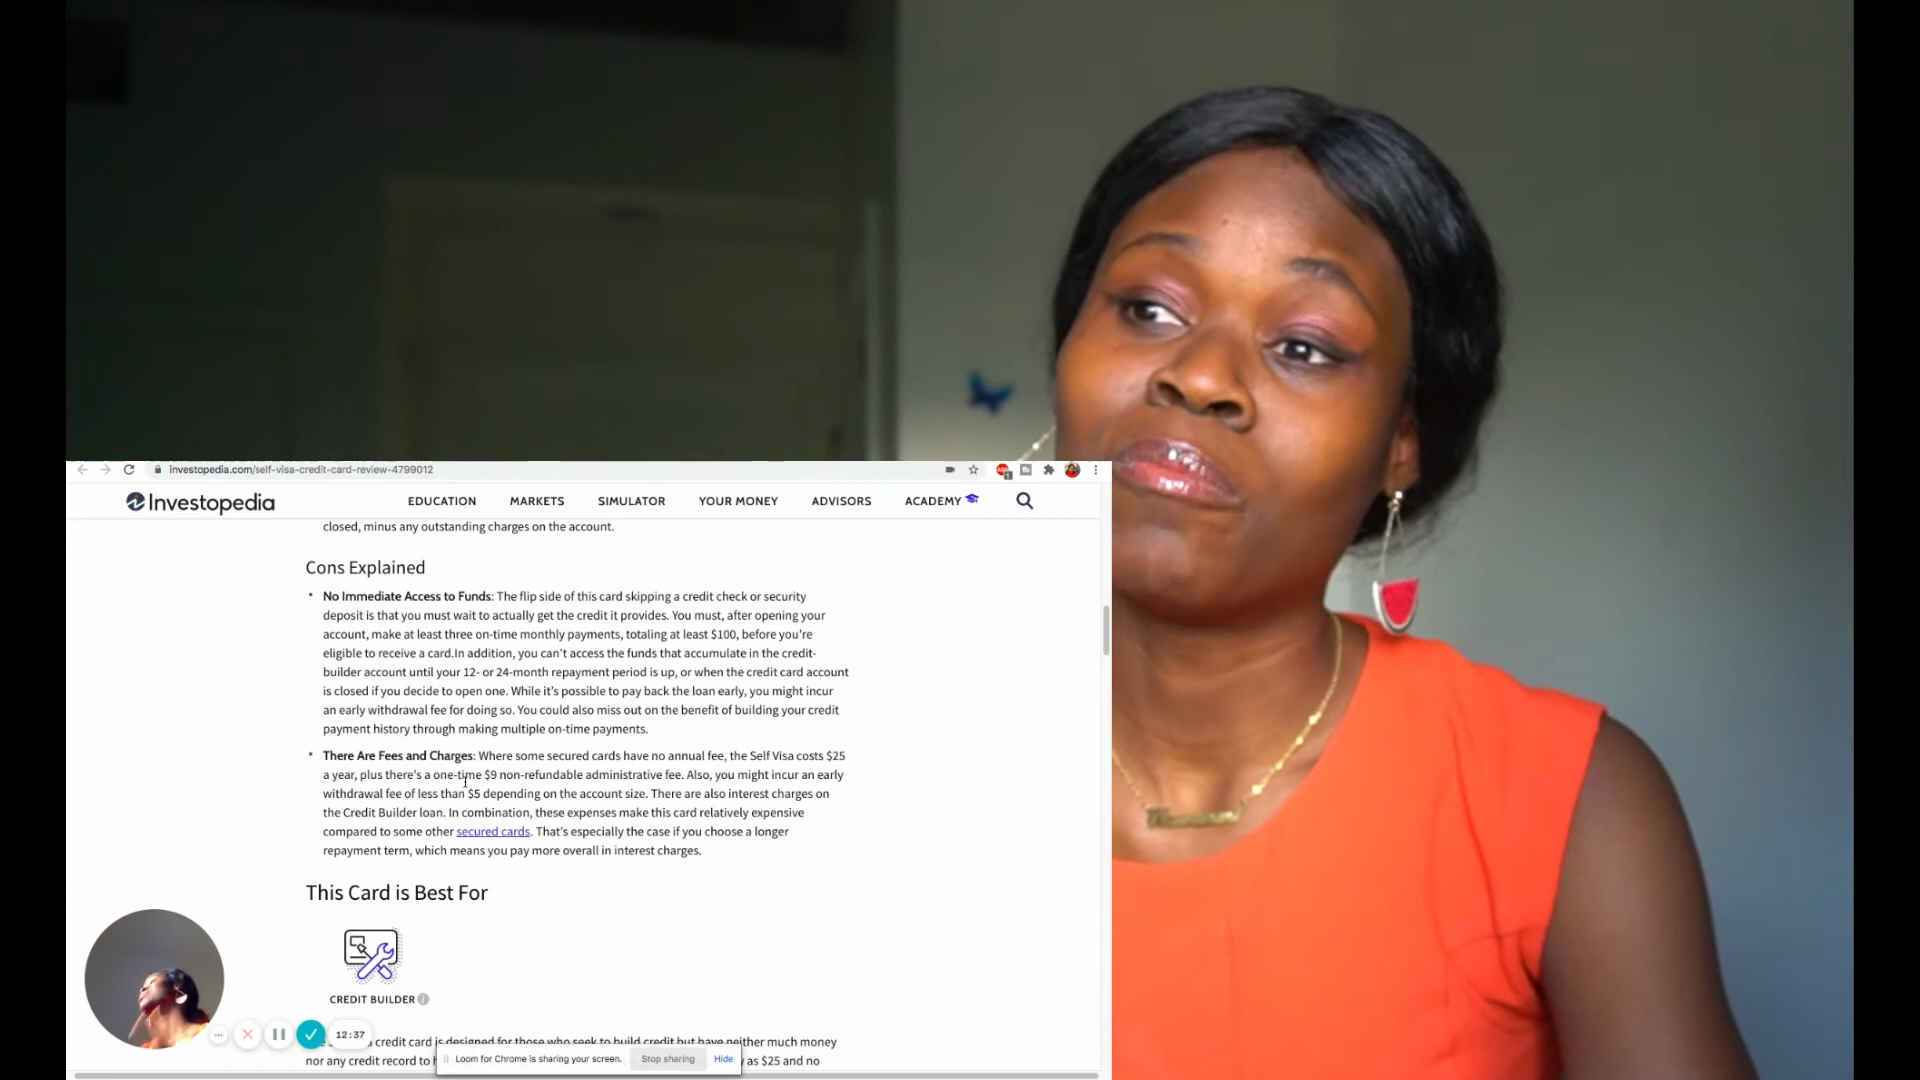 investopedia.com/self-visa-credit-card-review-4799012
Investopedia
EDUCATION MARKETS SIMULATOR YOUR MONEY ADVISORS ACADEMY
closed, minus any outstanding charges on the account.
Cons Explained
• No Immediate Access to Funds: The flip side of this card skipping a credit check or security
deposit is that you must wait to actually get the credit it provides. You must, after opening your
account, make at least three on-time monthly payments, totaling at least $100, before you're
eligible to receive a card.In addition, you can't access the funds that accumulate in the credit-
builder account until your 12- or 24-month repayment period is up, or when the credit card account
is closed if you decide to open one. While it's possible to pay back the loan early, you might incur
an early withdrawal fee for doing so. You could also miss out on the benefit of building your credit
payment history through making multiple on-time payments.
• There Are Fees and Charges: Where some secured cards have no annual fee, the Self Visa costs $25
a year, plus there's a one-time $9 non-refundable administrative fee. Also, you might incur an early
withdrawal fee of less than $5 depending on the account size. There are also interest charges on
the Credit Builder loan. In combination, these expenses make this card relatively expensive
compared to some other secured cards. That's especially the case if you choose a longer
repayment term, which means you pay more overall in interest charges.
This Card is Best For
CREDIT BUILDER
12:37
credit card is designed for those who seek to build credit but have neither much money
nor any credit record to
as $25 and no
Loom for Chrome is sharing your screen. Stop sharing Hide